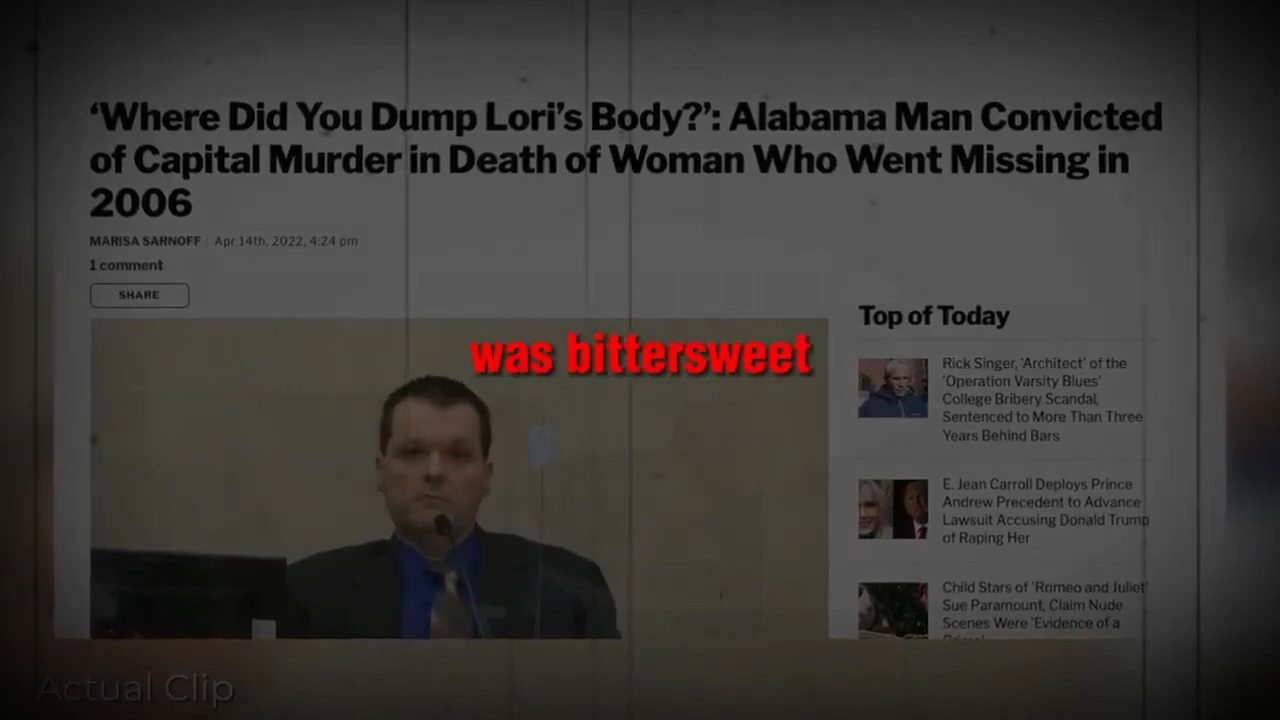 ‘Where Did You Dump Lori’s Body?’: Alabama Man Convicted
of Capital Murder in Death of Woman Who Went Missing in
2006
MARISA SARNOFF | Apr 14th, 2022, 4:24 pm
1 comment
SHARE
was bittersweet
Top of Today
Rick Singer, ‘Architect’ of the
‘Operation Varsity Blues’
College Bribery Scandal,
Sentenced to More Than Three
Years Behind Bars
E. Jean Carroll Deploys Prince
Andrew Precedent to Advance
Lawsuit Accusing Donald Trump
of Raping Her
Child Stars of ‘Romeo and Juliet’
Sue Paramount, Claim Nude
Scenes Were ‘Evidence of a
Actual Clip